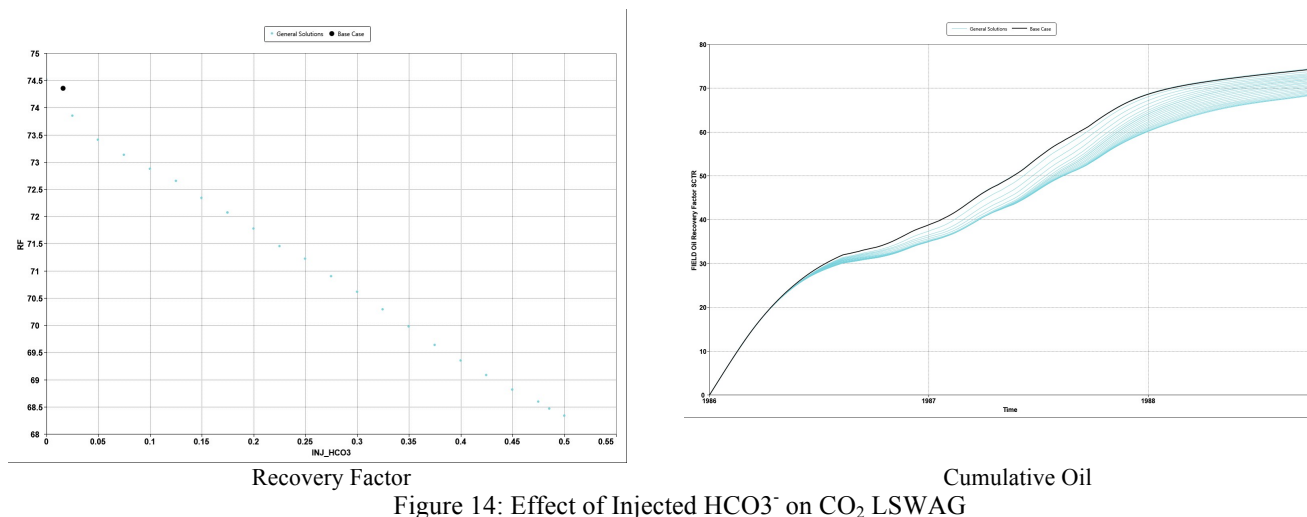 General Solutions Base Case
75
74.5
74
73.5
73
72.5
72
71.5
71
70.5
70
69.5
69
68.5
68
RF
0 0.05 0.1 0.15 0.2 0.25 0.3 0.35 0.4 0.45 0.5 0.55
INJ_HCO3
General Solutions Base Case
80
70
60
50
40
30
20
10
0
FIELD Oil Recovery Factor SCTR
1986 1987 1988
Time
Recovery Factor Cumulative Oil
Figure 14: Effect of Injected HCO3⁻ on CO₂ LSWAG